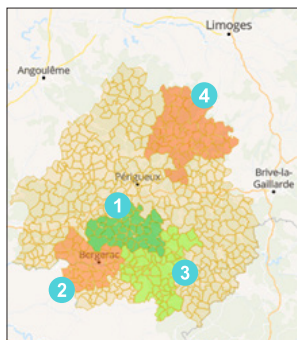 Limoges
Angoulême
4
Périgueux
Brive-la-
Gaillarde
1
Bergerac
3
2